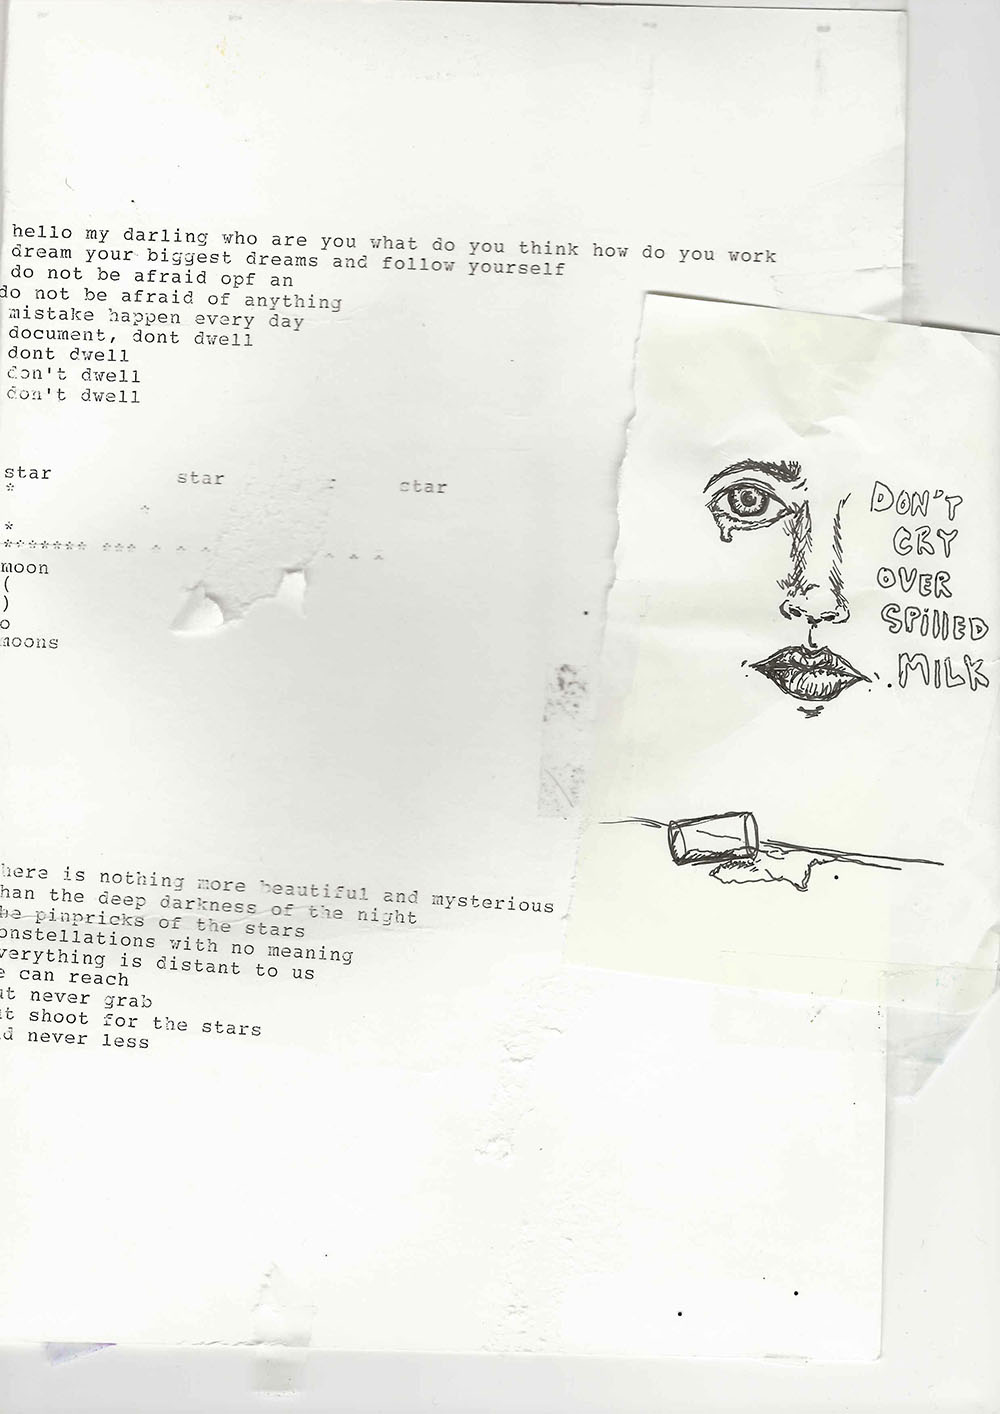 hello my darling who are you what do you think how do you work
dream your biggest dreams and follow yourself
do not be afraid opf an
do not be afraid of anything
mistake happen every day
document, dont dwell
dont dwell
don't dwell
don't dwell
star star : star
*
*
*
******* *** * * * * * * *
moon
(
)
o
moons
here is nothing more beautiful and mysterious
han the deep darkness of the night
he pinpricks of the stars
onstellations with no meaning
verything is distant to us
e can reach
ut never grab
ut shoot for the stars
nd never less
DON'T
CRY
OVER
SPillED
MILK